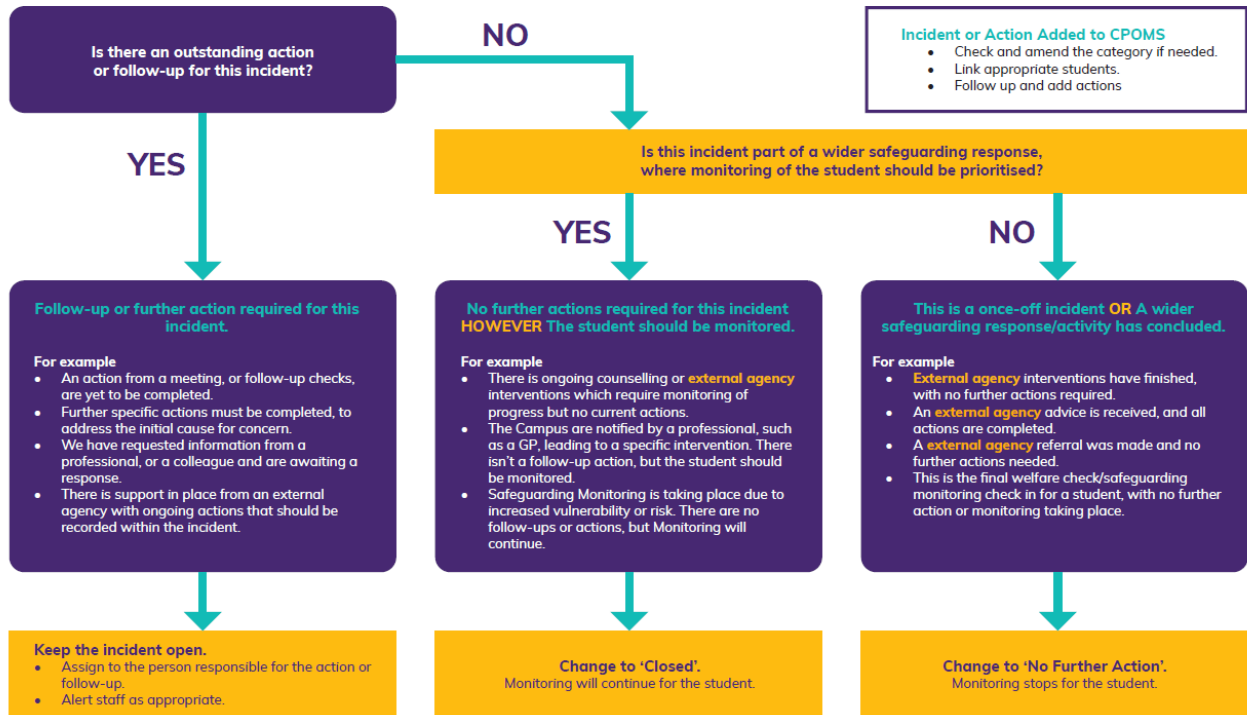 Is there an outstanding action
or follow-up for this incident?
NO
Incident or Action Added to CPOMS
• Check and amend the category if needed.
• Link appropriate students.
• Follow up and add actions
YES
Is this incident part of a wider safeguarding response,
where monitoring of the student should be prioritised?
YES
NO
Follow-up or further action required for this
incident.
For example
• An action from a meeting, or follow-up checks,
are yet to be completed.
• Further specific actions must be completed, to
address the initial cause for concern.
• We have requested information from a
professional, or a colleague and are awaiting a
response.
• There is support in place from an external
agency with ongoing actions that should be
recorded within the incident.
No further actions required for this incident
HOWEVER The student should be monitored.
For example
• There is ongoing counselling or external agency
interventions which require monitoring of
progress but no current actions.
• The Campus are notified by a professional, such
as a GP, leading to a specific intervention. There
isn't a follow-up action, but the student should
be monitored.
• Safeguarding Monitoring is taking place due to
increased vulnerability or risk. There are no
follow-ups or actions, but Monitoring will
continue.
This is a once-off incident OR A wider
safeguarding response/activity has concluded.
For example
• External agency interventions have finished,
with no further actions required.
• An external agency advice is received, and all
actions are completed.
• A external agency referral was made and no
further actions needed.
• This is the final welfare check/safeguarding
monitoring check in for a student, with no further
action or monitoring taking place.
Keep the incident open.
• Assign to the person responsible for the action or
follow-up.
• Alert staff as appropriate.
Change to 'Closed'.
Monitoring will continue for the student.
Change to 'No Further Action'.
Monitoring stops for the student.